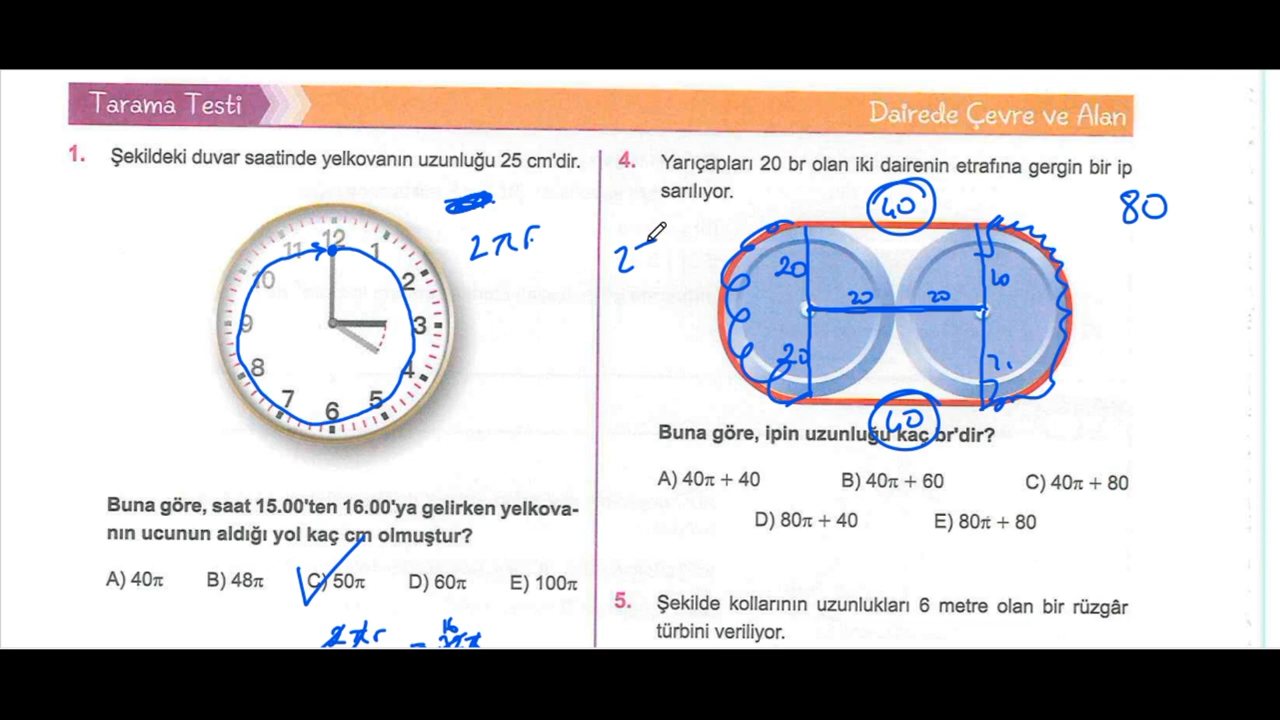 Tarama Testi
Dairede Çevre ve Alan
1. Şekildeki duvar saatinde yelkovanın uzunluğu 25 cm'dir.
2πr
12
11
1
10
2
9
3
8
4
7
5
6
Buna göre, saat 15.00'ten 16.00'ya gelirken yelkova-
nın ucunun aldığı yol kaç cm olmuştur?
A) 40π B) 48π C) 50π D) 60π E) 100π
2πr =
4. Yarıçapları 20 br olan iki dairenin etrafına gergin bir ip
sarılıyor.
40
80
2
20
20 20
20
40
Buna göre, ipin uzunluğu kaç br'dir?
A) 40π + 40 B) 40π + 60 C) 40π + 80
D) 80π + 40 E) 80π + 80
5. Şekilde kollarının uzunlukları 6 metre olan bir rüzgâr
türbini veriliyor.